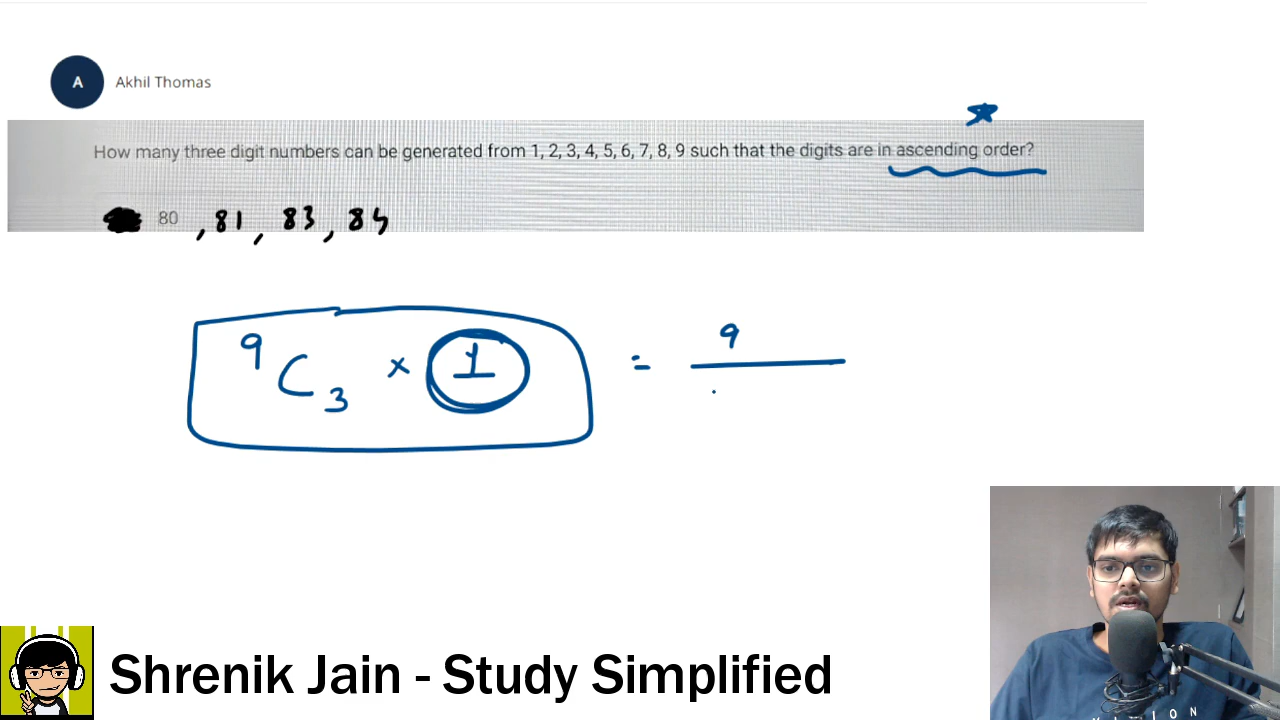 A
Akhil Thomas
How many three digit numbers can be generated from 1, 2, 3, 4, 5, 6, 7, 8, 9 such that the digits are in ascending order?
80 , 81 , 83 , 84
9C3 × 1 = 9
Shrenik Jain - Study Simplified